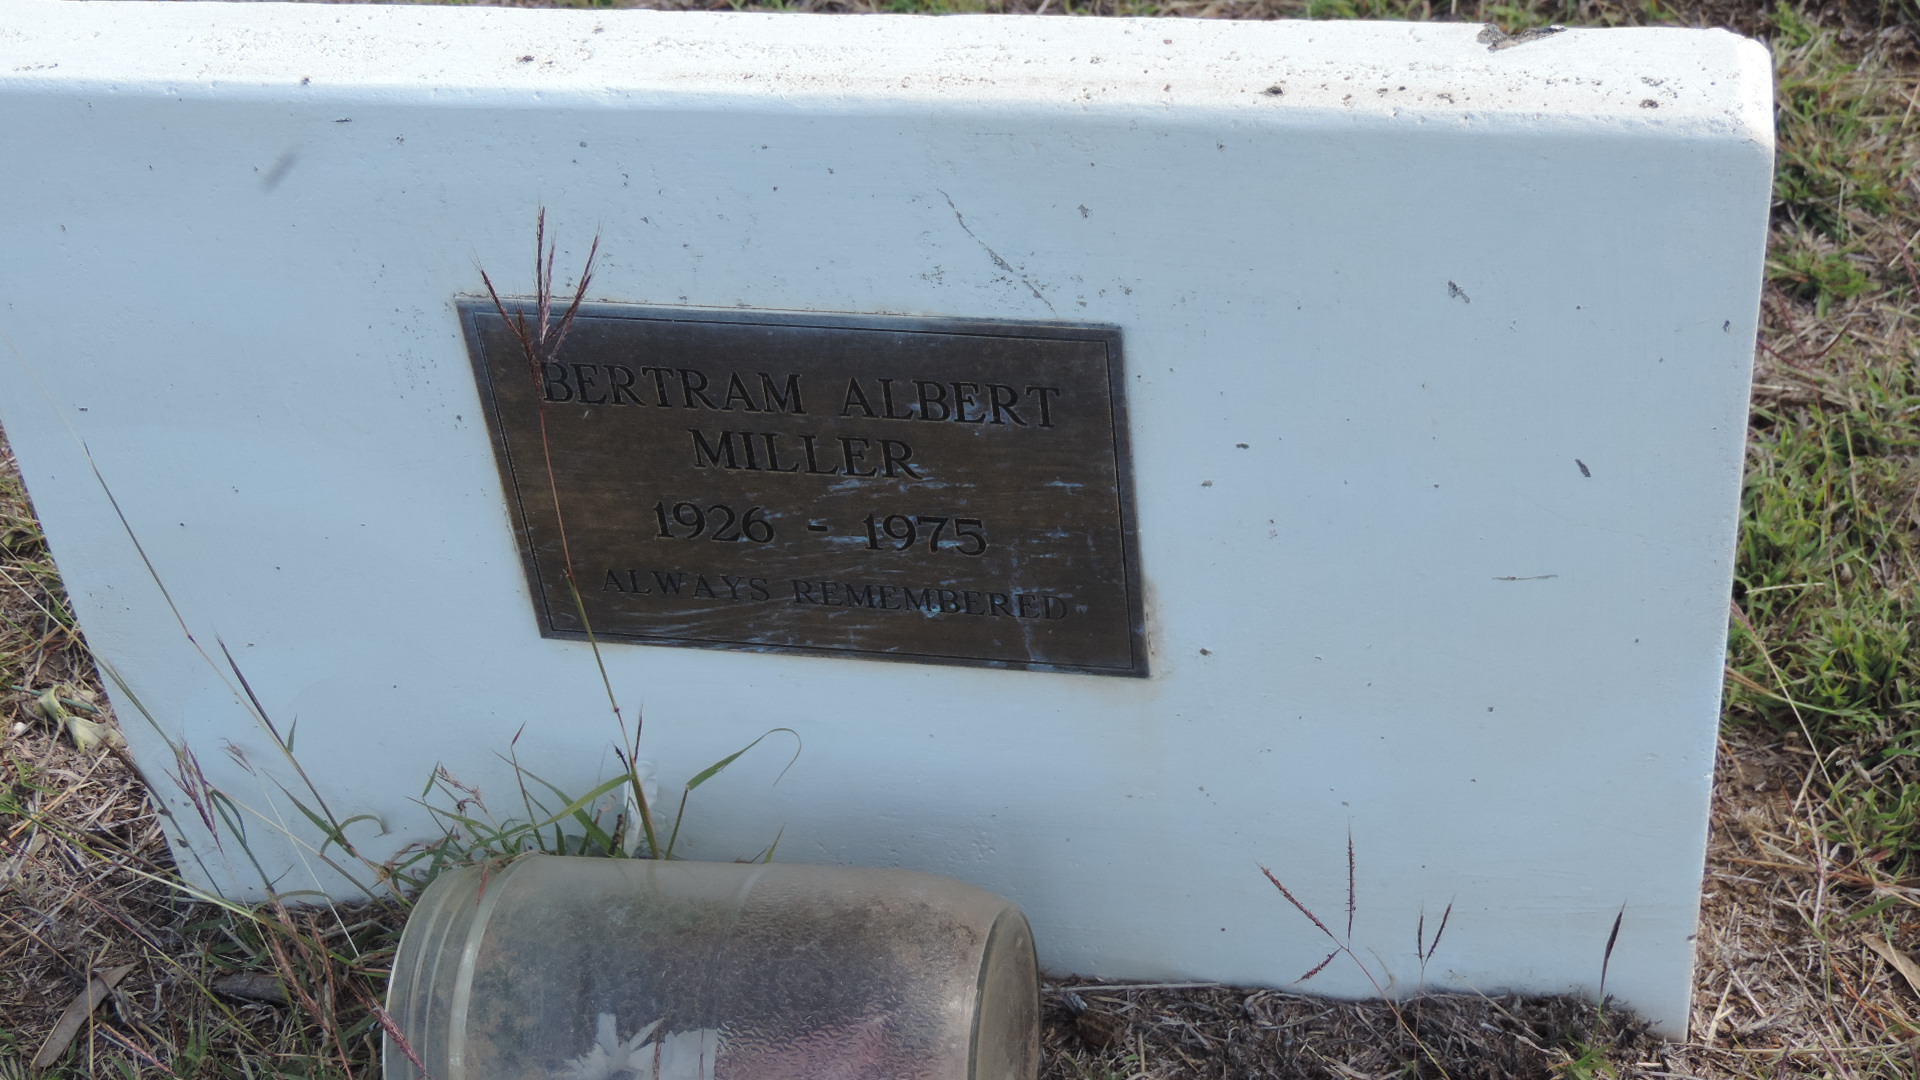 BERTRAM ALBERT
MILLER
1926 - 1975
ALWAYS REMEMBERED